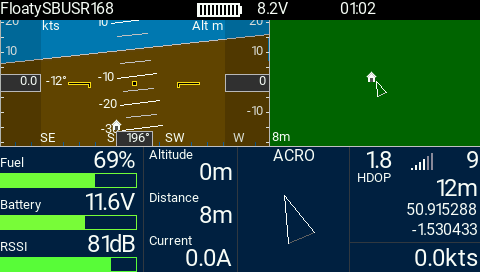 FloatySBUSR168 8.2V 01:02
20 kts Alt m
10 10
0.0 -12° -10 0
-20 -10
-30
SE S 196° SW W 8m
Fuel 69%
Battery 11.6V
RSSI 81dB
Altitude
0m
Distance
8m
Current
0.0A
ACRO
1.8 9
HDOP
12m
50.915288
-1.530433
0.0kts